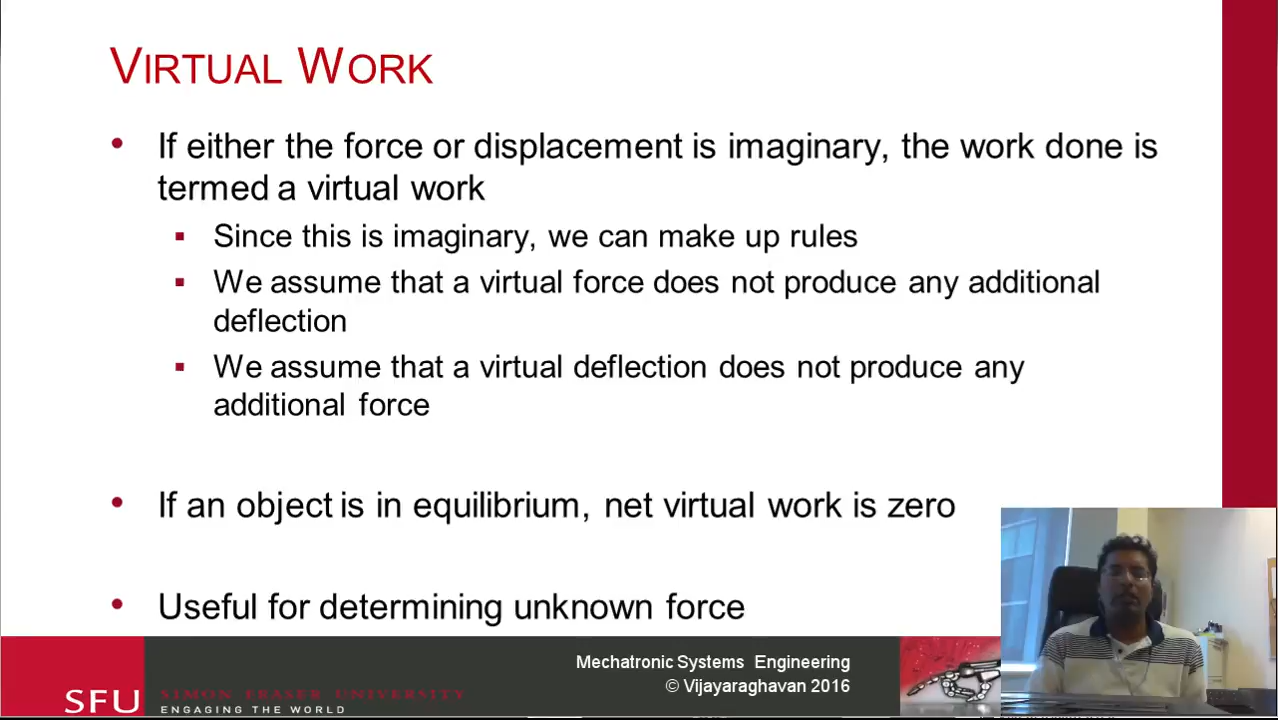 VIRTUAL WORK
• If either the force or displacement is imaginary, the work done is
termed a virtual work
▪ Since this is imaginary, we can make up rules
▪ We assume that a virtual force does not produce any additional
deflection
▪ We assume that a virtual deflection does not produce any
additional force
• If an object is in equilibrium, net virtual work is zero
• Useful for determining unknown force
Mechatronic Systems Engineering
© Vijayaraghavan 2016
SFU
SIMON FRASER UNIVERSITY
ENGAGING THE WORLD